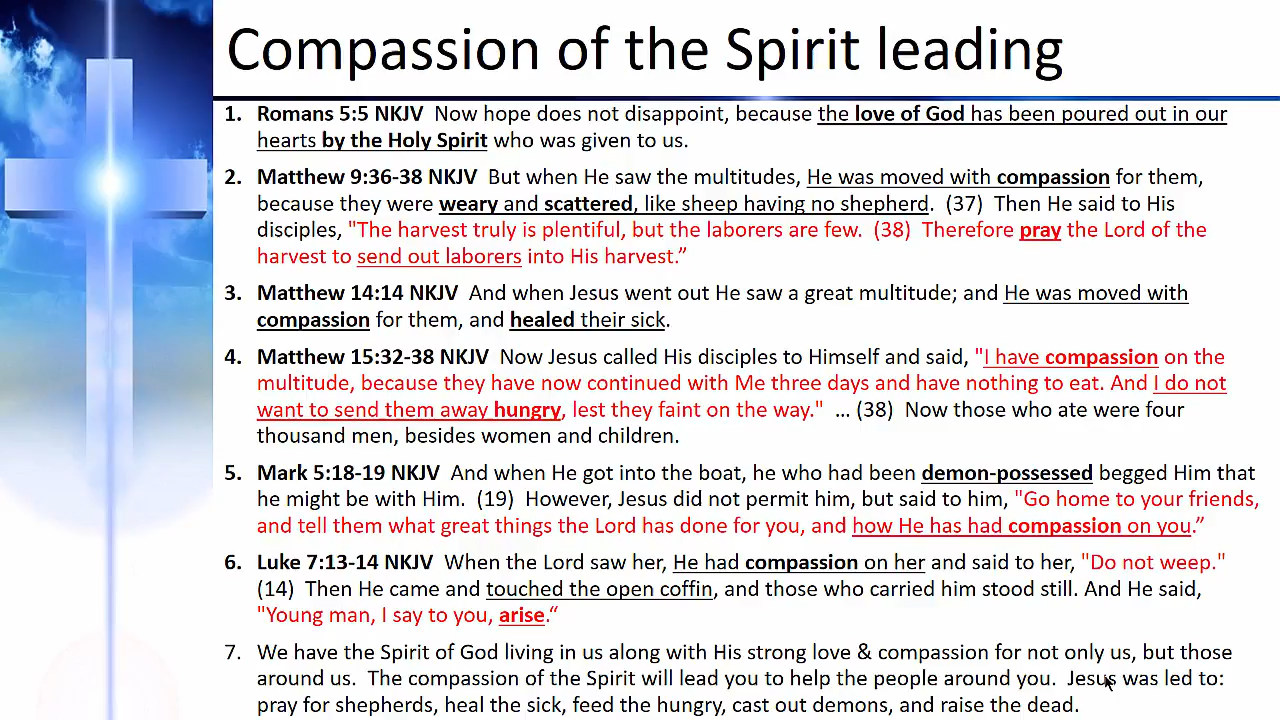 Compassion of the Spirit leading
1. Romans 5:5 NKJV Now hope does not disappoint, because the love of God has been poured out in our
hearts by the Holy Spirit who was given to us.
2. Matthew 9:36-38 NKJV But when He saw the multitudes, He was moved with compassion for them,
because they were weary and scattered, like sheep having no shepherd. (37) Then He said to His
disciples, "The harvest truly is plentiful, but the laborers are few. (38) Therefore pray the Lord of the
harvest to send out laborers into His harvest.”
3. Matthew 14:14 NKJV And when Jesus went out He saw a great multitude; and He was moved with
compassion for them, and healed their sick.
4. Matthew 15:32-38 NKJV Now Jesus called His disciples to Himself and said, "I have compassion on the
multitude, because they have now continued with Me three days and have nothing to eat. And I do not
want to send them away hungry, lest they faint on the way." … (38) Now those who ate were four
thousand men, besides women and children.
5. Mark 5:18-19 NKJV And when He got into the boat, he who had been demon-possessed begged Him that
he might be with Him. (19) However, Jesus did not permit him, but said to him, "Go home to your friends,
and tell them what great things the Lord has done for you, and how He has had compassion on you.”
6. Luke 7:13-14 NKJV When the Lord saw her, He had compassion on her and said to her, "Do not weep."
(14) Then He came and touched the open coffin, and those who carried him stood still. And He said,
"Young man, I say to you, arise.“
7. We have the Spirit of God living in us along with His strong love & compassion for not only us, but those
around us. The compassion of the Spirit will lead you to help the people around you. Jesus was led to:
pray for shepherds, heal the sick, feed the hungry, cast out demons, and raise the dead.